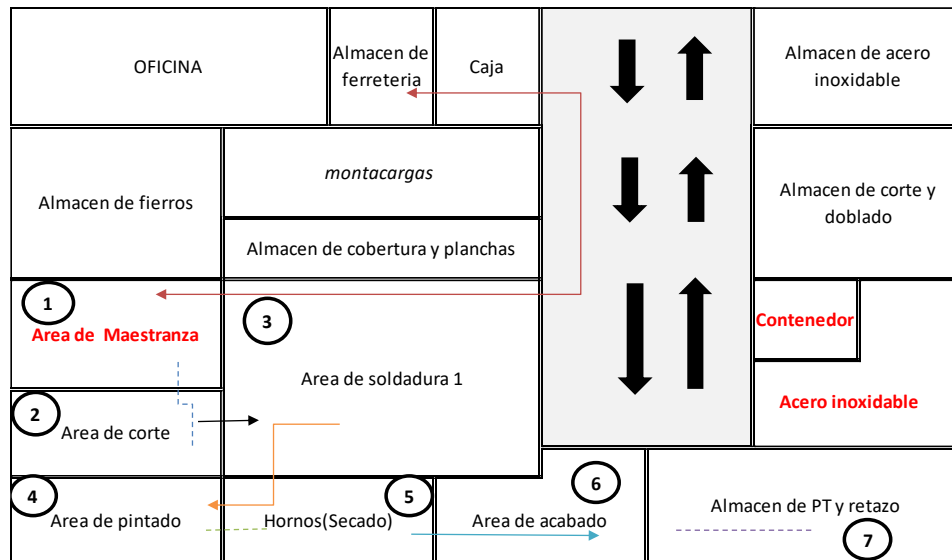 OFICINA
Almacen de
ferreteria
Caja
Almacen de acero
inoxidable
Almacen de fierros
montacargas
Almacen de corte y
doblado
Almacen de cobertura y planchas
1
Area de Maestranza
3
Contenedor
Area de soldadura 1
Acero inoxidable
2
Area de corte
4
Area de pintado
5
Hornos(Secado)
6
Area de acabado
Almacen de PT y retazo
7